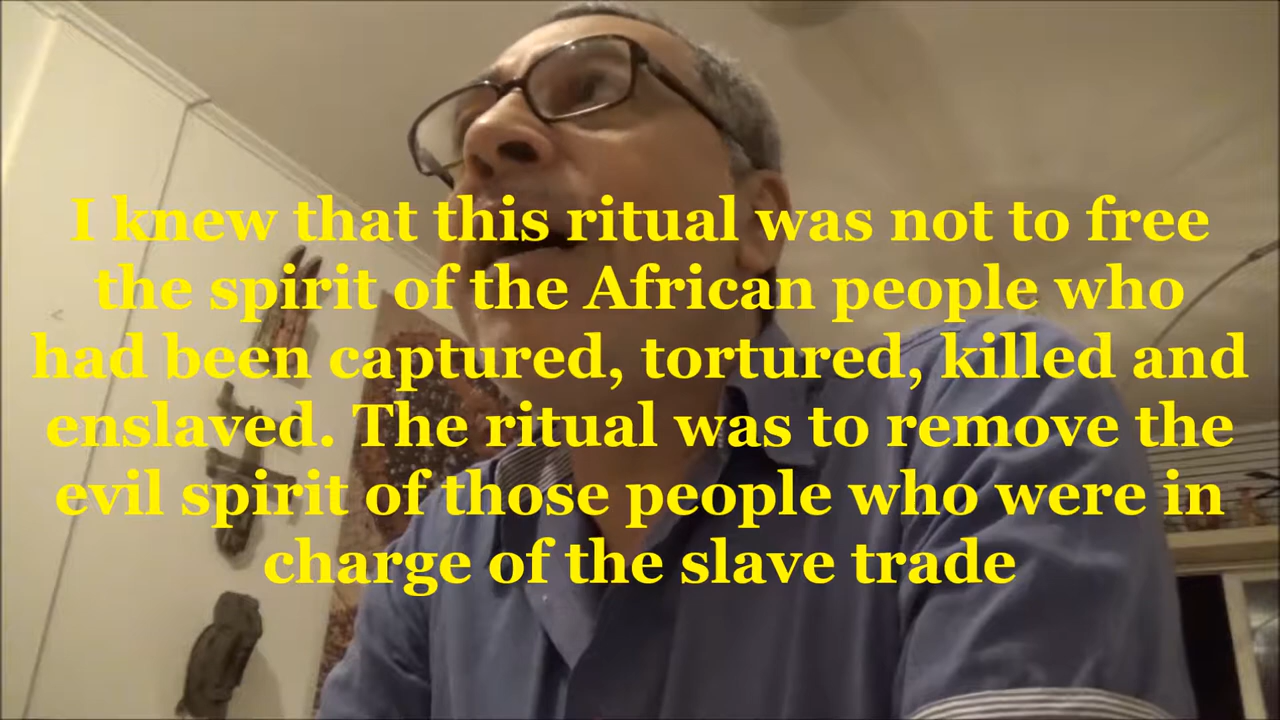 I knew that this ritual was not to free
the spirit of the African people who
had been captured, tortured, killed and
enslaved. The ritual was to remove the
evil spirit of those people who were in
charge of the slave trade